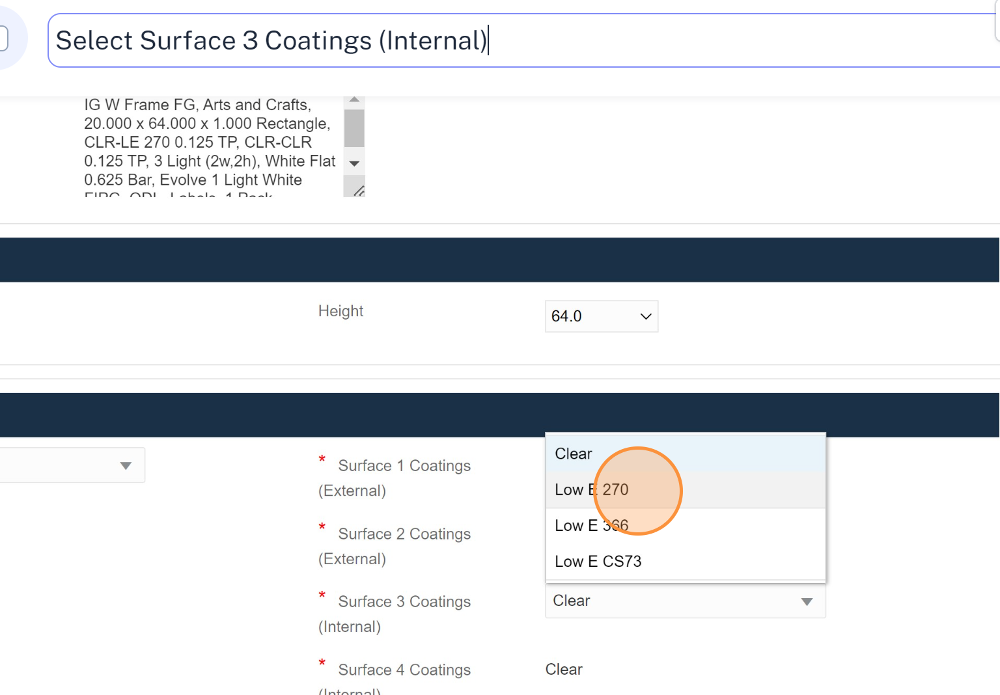 Select Surface 3 Coatings (Internal)
IG W Frame FG, Arts and Crafts,
20.000 x 64.000 x 1.000 Rectangle,
CLR-LE 270 0.125 TP, CLR-CLR
0.125 TP, 3 Light (2w,2h), White Flat
0.625 Bar, Evolve 1 Light White
Height
64.0
* Surface 1 Coatings
(External)
* Surface 2 Coatings
(External)
Clear
Low E 270
Low E 366
Low E CS73
* Surface 3 Coatings
(Internal)
Clear
* Surface 4 Coatings
(Internal)
Clear